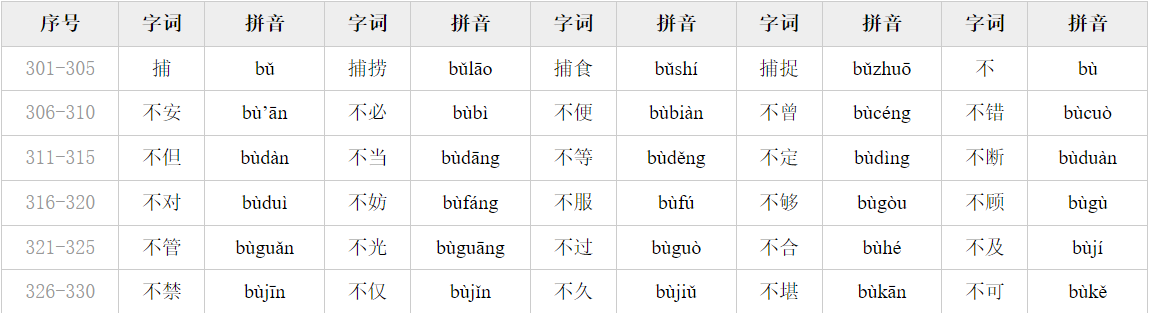 序号 字词 拼音 字词 拼音 字词 拼音 字词 拼音 字词 拼音
301-305 捕 bǔ 捕捞 bǔlāo 捕食 bǔshí 捕捉 bǔzhuō 不 bù
306-310 不安 bù’ān 不必 bùbì 不便 bùbiàn 不曾 bùcéng 不错 bùcuò
311-315 不但 bùdàn 不当 bùdāng 不等 bùděng 不定 bùdìng 不断 bùduàn
316-320 不对 bùduì 不妨 bùfáng 不服 bùfú 不够 bùgòu 不顾 bùgù
321-325 不管 bùguǎn 不光 bùguāng 不过 bùguò 不合 bùhé 不及 bùjí
326-330 不禁 bùjīn 不仅 bùjǐn 不久 bùjiǔ 不堪 bùkān 不可 bùkě